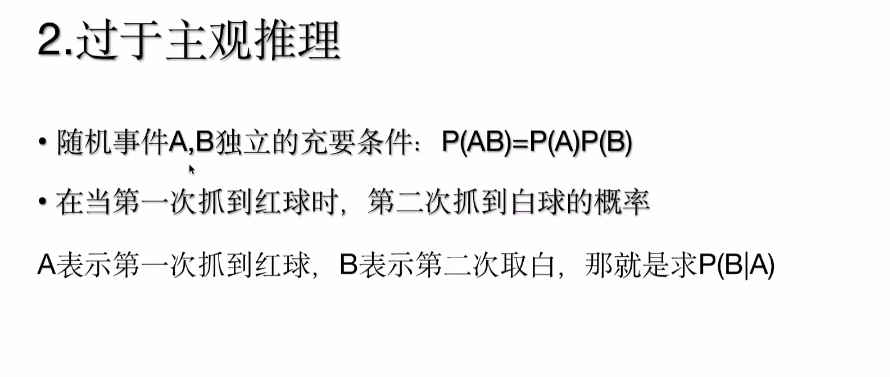 2.过于主观推理
• 随机事件A,B独立的充要条件：P(AB)=P(A)P(B)
• 在当第一次抓到红球时，第二次抓到白球的概率
A表示第一次抓到红球，B表示第二次取白，那就是求P(B|A)